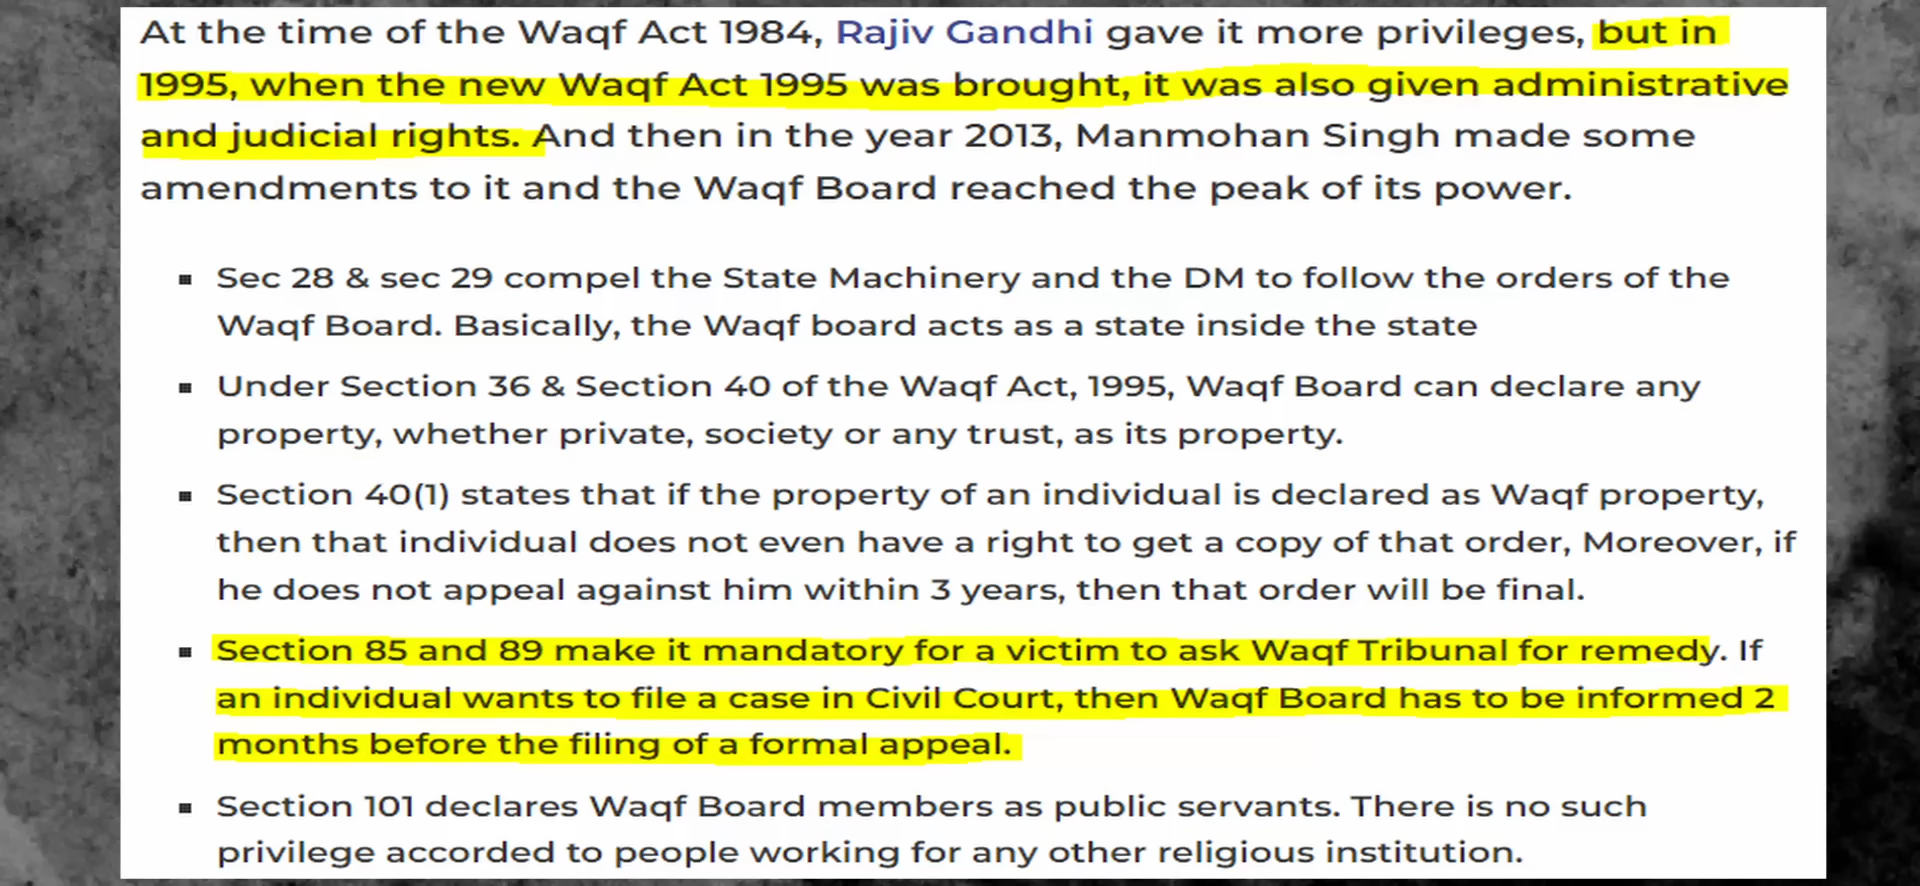 At the time of the Waqf Act 1984, Rajiv Gandhi gave it more privileges, but in
1995, when the new Waqf Act 1995 was brought, it was also given administrative
and judicial rights. And then in the year 2013, Manmohan Singh made some
amendments to it and the Waqf Board reached the peak of its power.
▪ Sec 28 & sec 29 compel the State Machinery and the DM to follow the orders of the
Waqf Board. Basically, the Waqf board acts as a state inside the state
▪ Under Section 36 & Section 40 of the Waqf Act, 1995, Waqf Board can declare any
property, whether private, society or any trust, as its property.
▪ Section 40(1) states that if the property of an individual is declared as Waqf property,
then that individual does not even have a right to get a copy of that order, Moreover, if
he does not appeal against him within 3 years, then that order will be final.
▪ Section 85 and 89 make it mandatory for a victim to ask Waqf Tribunal for remedy. If
an individual wants to file a case in Civil Court, then Waqf Board has to be informed 2
months before the filing of a formal appeal.
▪ Section 101 declares Waqf Board members as public servants. There is no such
privilege accorded to people working for any other religious institution.